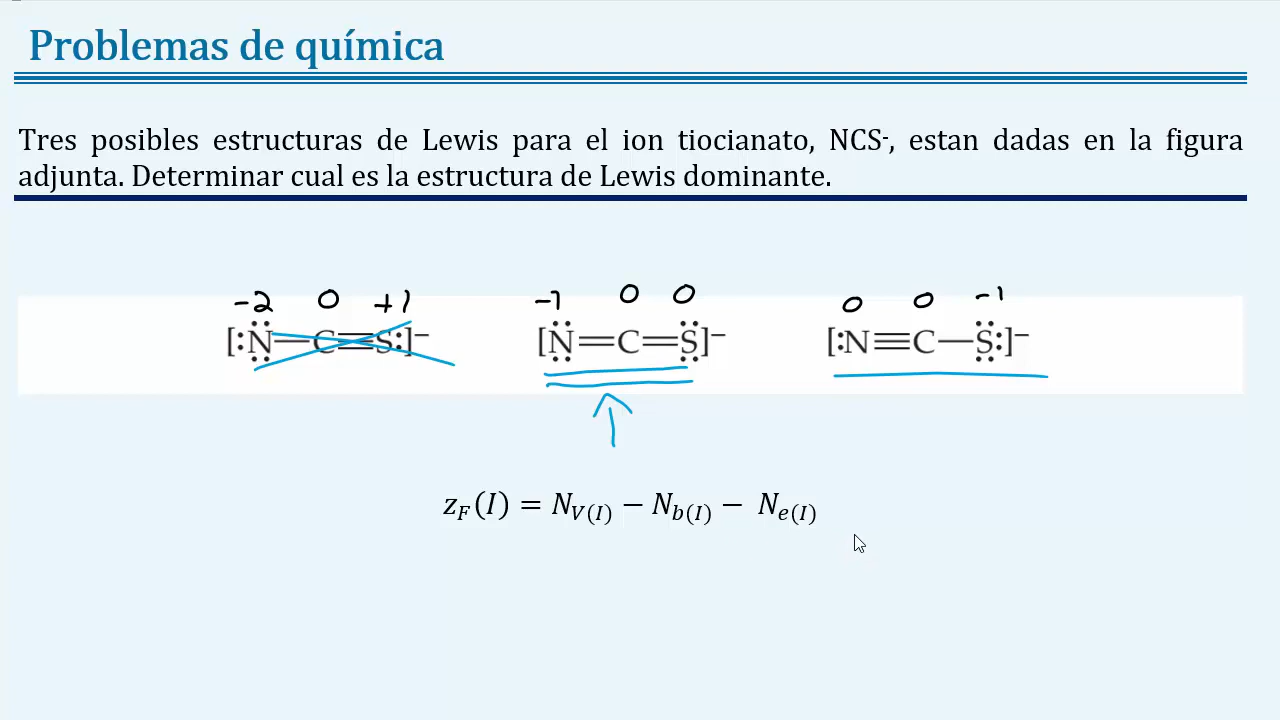 Problemas de química
Tres posibles estructuras de Lewis para el ion tiocianato, NCS⁻, estan dadas en la figura
adjunta. Determinar cual es la estructura de Lewis dominante.
-2 0 +1 -1 0 0 0 0 -1
[:N̈—C≡S:]⁻ [N̈=C=S̈]⁻ [:N≡C—S̈:]⁻
z_F(I) = N_V(I) − N_b(I) − N_e(I)